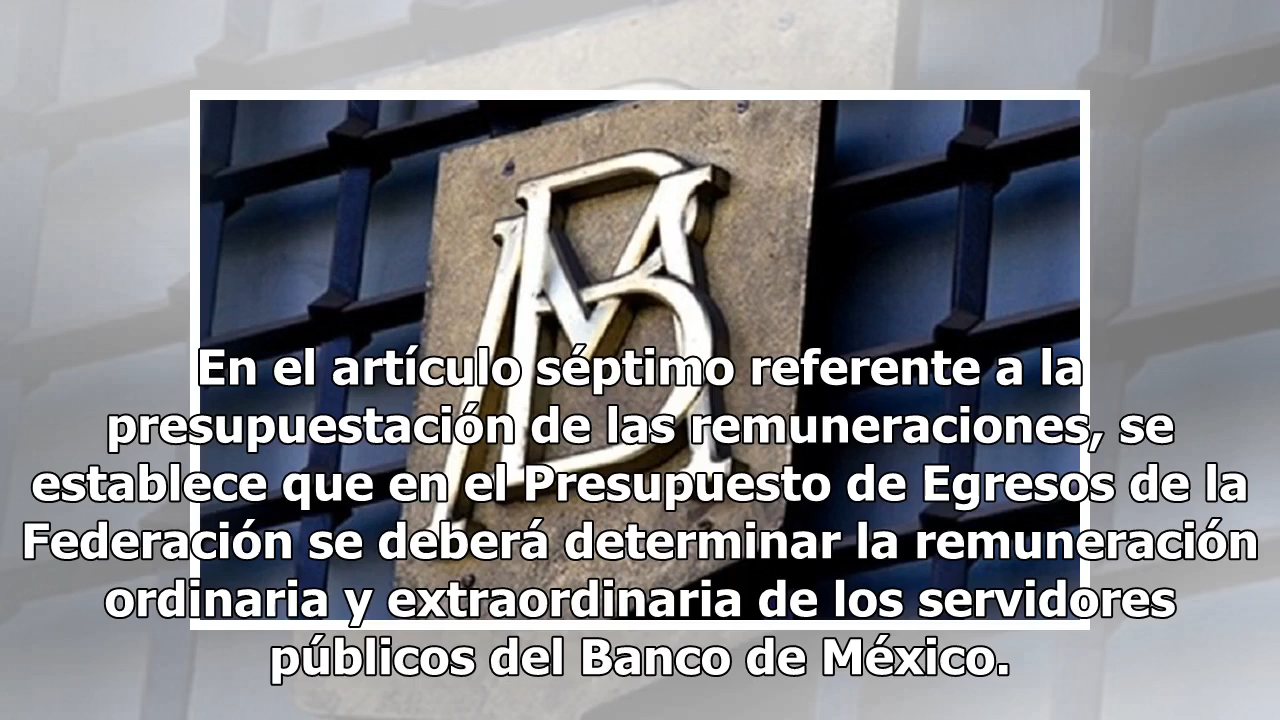 En el artículo séptimo referente a la
presupuestación de las remuneraciones, se
establece que en el Presupuesto de Egresos de la
Federación se deberá determinar la remuneración
ordinaria y extraordinaria de los servidores
públicos del Banco de México.